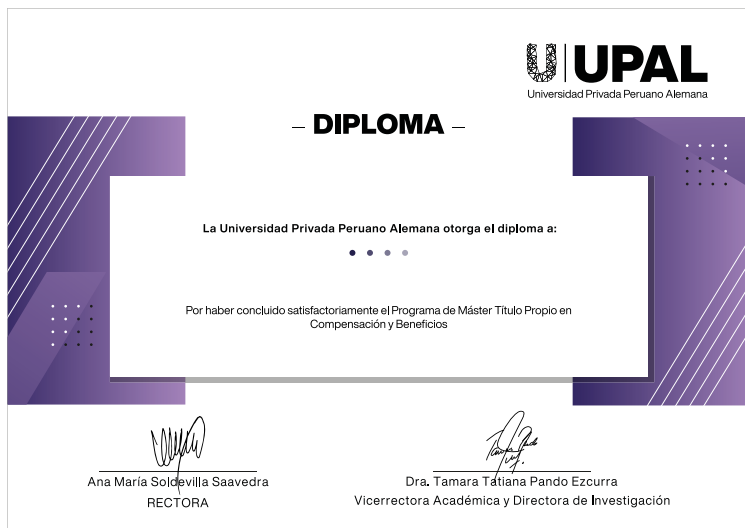 UPAL
Universidad Privada Peruano Alemana
– DIPLOMA –
La Universidad Privada Peruano Alemana otorga el diploma a:
Por haber concluido satisfactoriamente el Programa de Máster Título Propio en
Compensación y Beneficios
Ana María Soldevilla Saavedra
RECTORA
Dra. Tamara Tatiana Pando Ezcurra
Vicerrectora Académica y Directora de Investigación